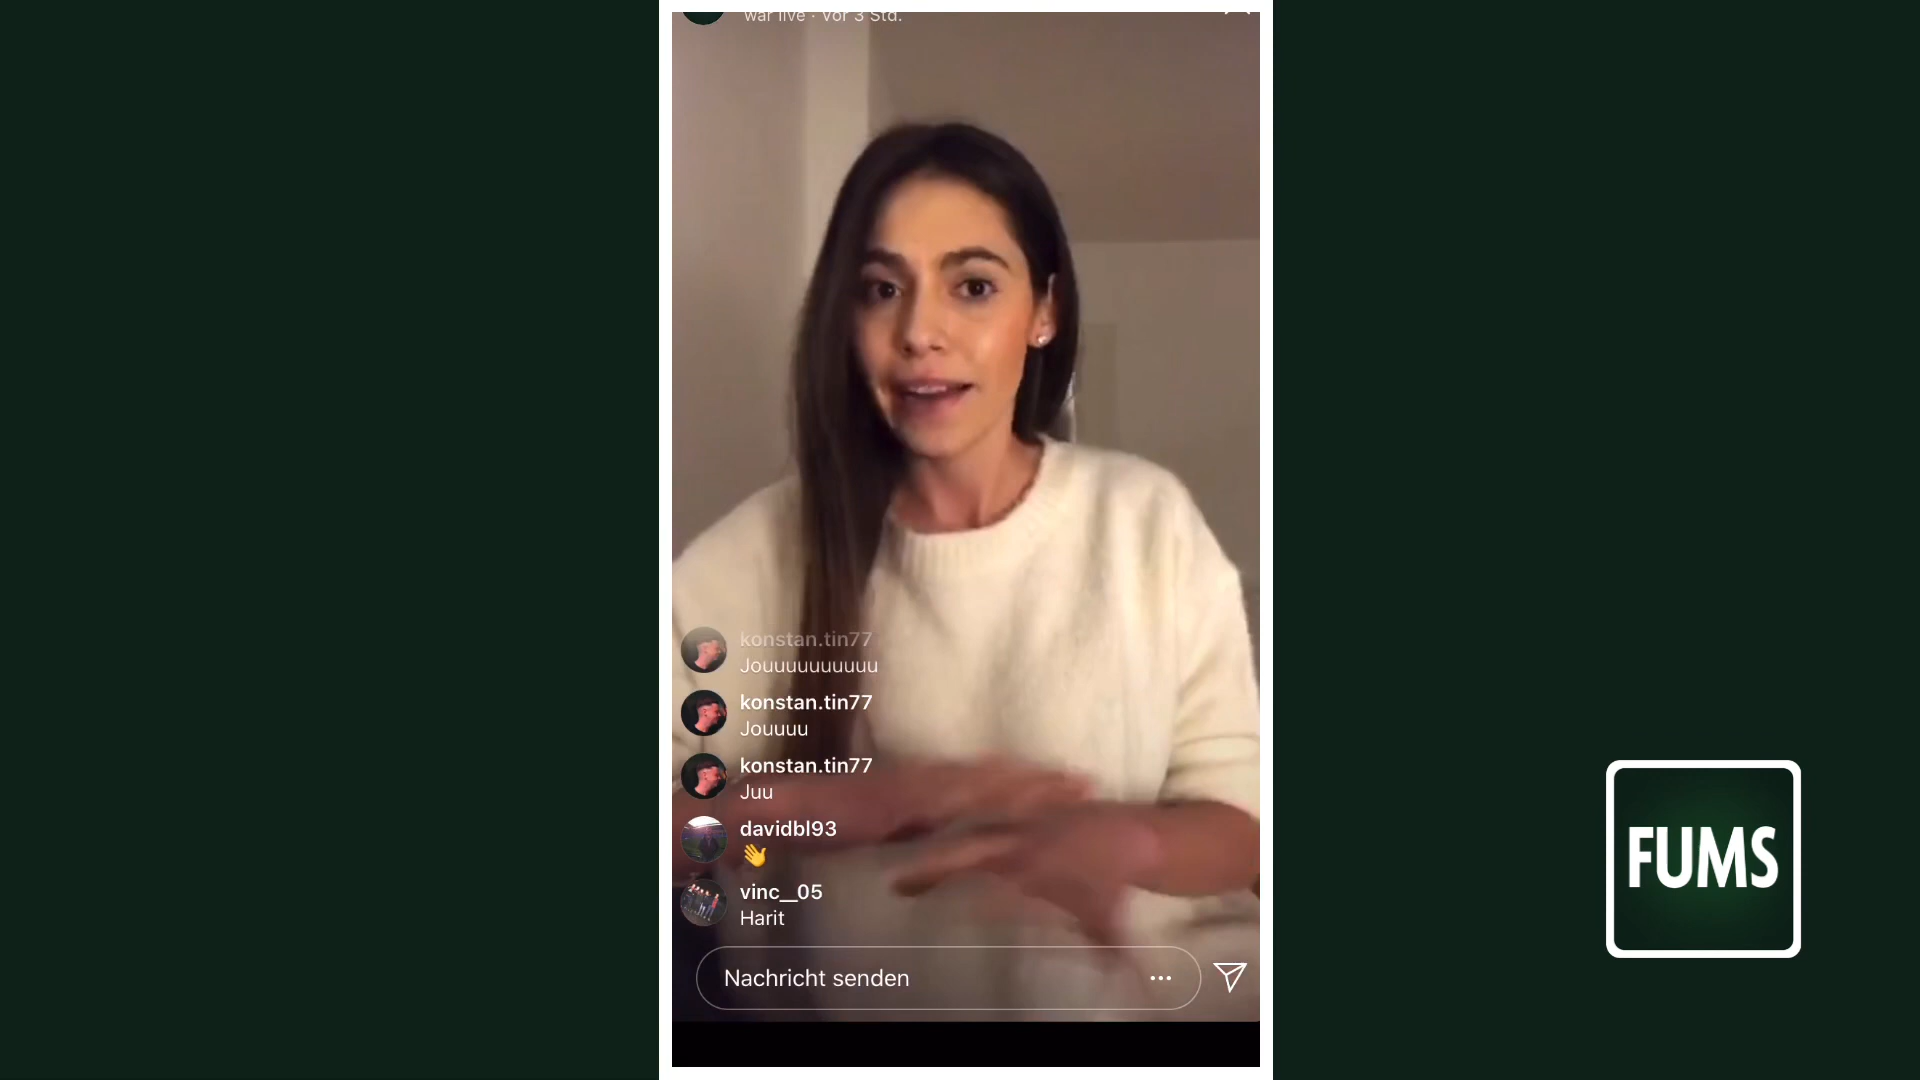 war live · Vor 3 Std.
konstan.tin77
Jouuuuuuuuuu
konstan.tin77
Jouuuu
konstan.tin77
Juu
davidbl93
👋
vinc__05
Harit
Nachricht senden
FUMS